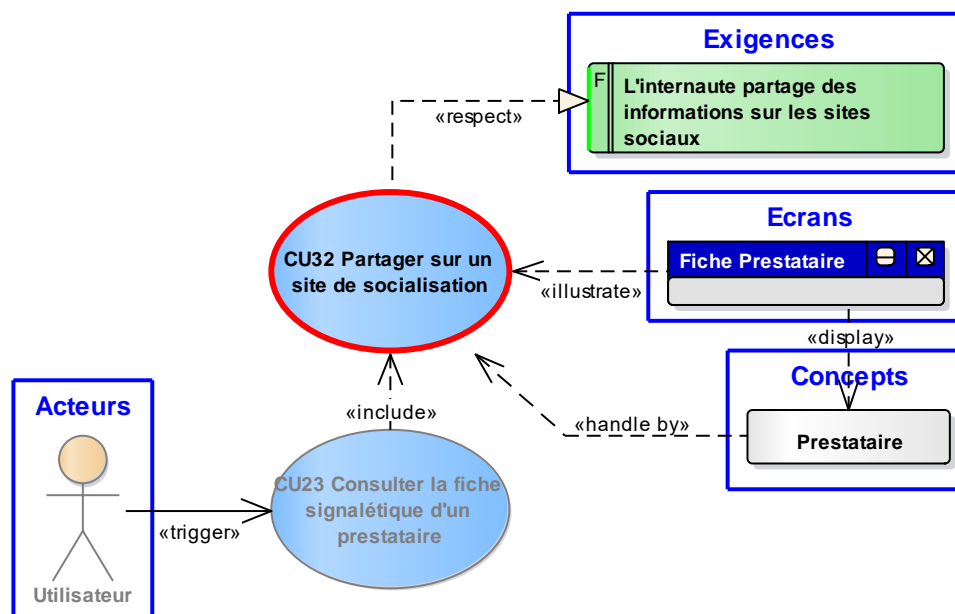 Exigences
F
L'internaute partage des
informations sur les sites
sociaux
«respect»
Ecrans
Fiche Prestataire
CU32 Partager sur un
site de socialisation
«illustrate»
«display»
Concepts
Prestataire
«handle by»
«include»
Acteurs
CU23 Consulter la fiche
signalétique d'un
prestataire
«trigger»
Utilisateur